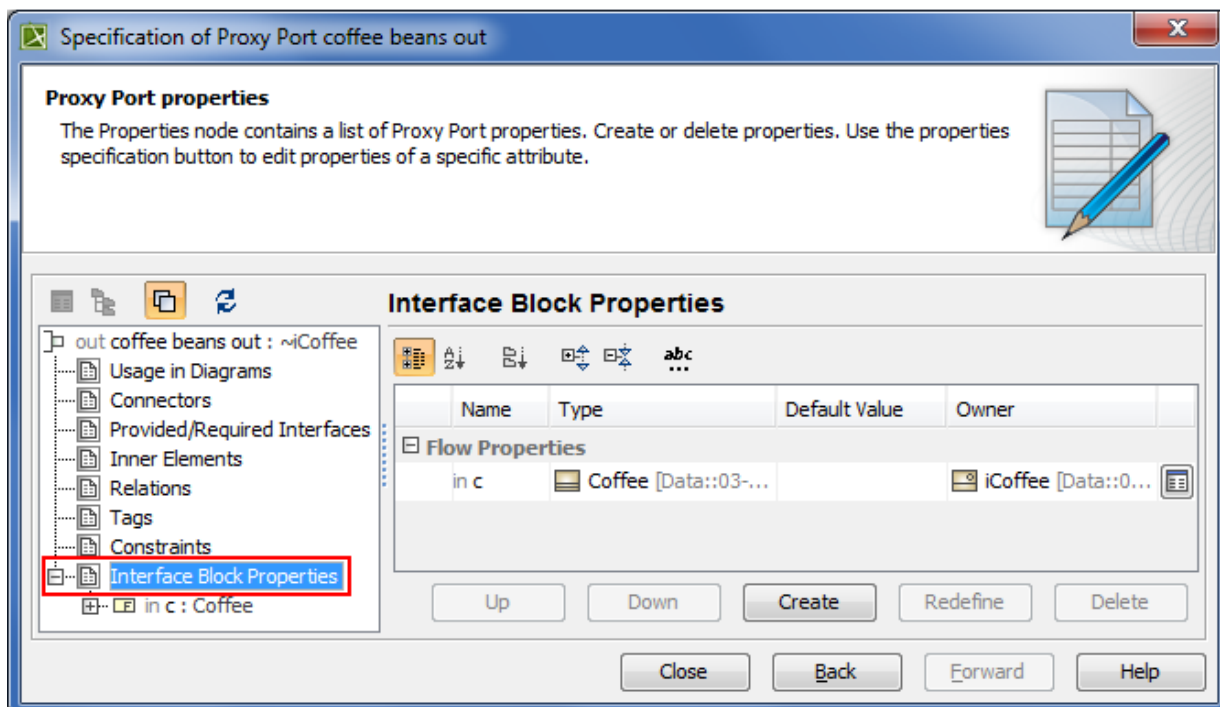 Specification of Proxy Port coffee beans out
Proxy Port properties
The Properties node contains a list of Proxy Port properties. Create or delete properties. Use the properties
specification button to edit properties of a specific attribute.
Interface Block Properties
out coffee beans out : ~iCoffee
Usage in Diagrams
Connectors
Provided/Required Interfaces
Inner Elements
Relations
Tags
Constraints
Interface Block Properties
in c : Coffee
abc
Name Type Default Value Owner
Flow Properties
in c Coffee [Data::03-... iCoffee [Data::0...
Up Down Create Redefine Delete
Close Back Forward Help